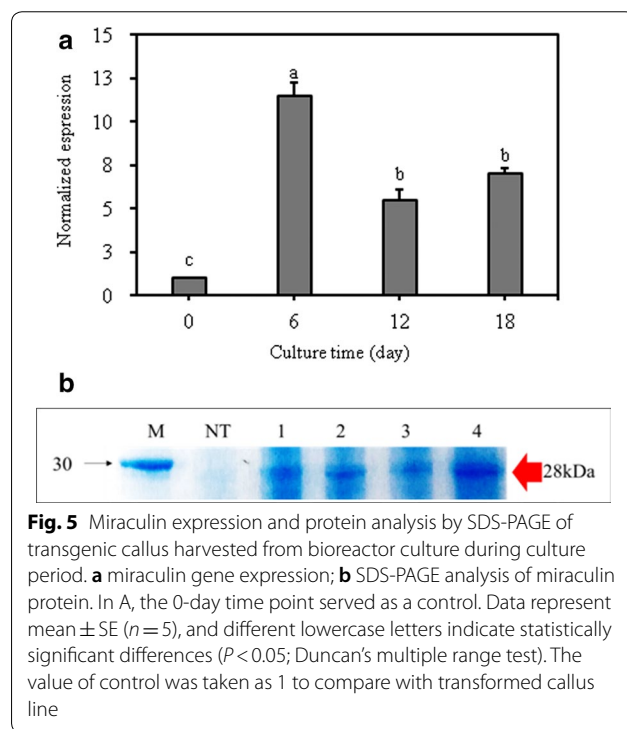 a
15
13
10
8
5
3
0
Normalized espression
a
b
b
c
0 6 12 18
Culture time (day)
b
M NT 1 2 3 4
30
28kDa
Fig. 5 Miraculin expression and protein analysis by SDS-PAGE of
transgenic callus harvested from bioreactor culture during culture
period. a miraculin gene expression; b SDS-PAGE analysis of miraculin
protein. In A, the 0-day time point served as a control. Data represent
mean ± SE (n = 5), and different lowercase letters indicate statistically
significant differences (P < 0.05; Duncan's multiple range test). The
value of control was taken as 1 to compare with transformed callus
line